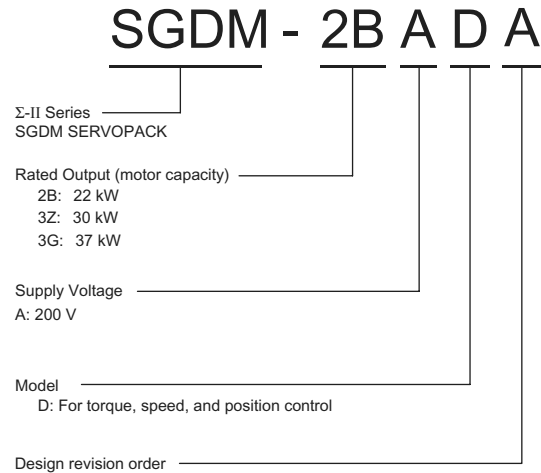 SGDM - 2B A D A
Σ-II Series
SGDM SERVOPACK
Rated Output (motor capacity)
2B: 22 kW
3Z: 30 kW
3G: 37 kW
Supply Voltage
A: 200 V
Model
D: For torque, speed, and position control
Design revision order